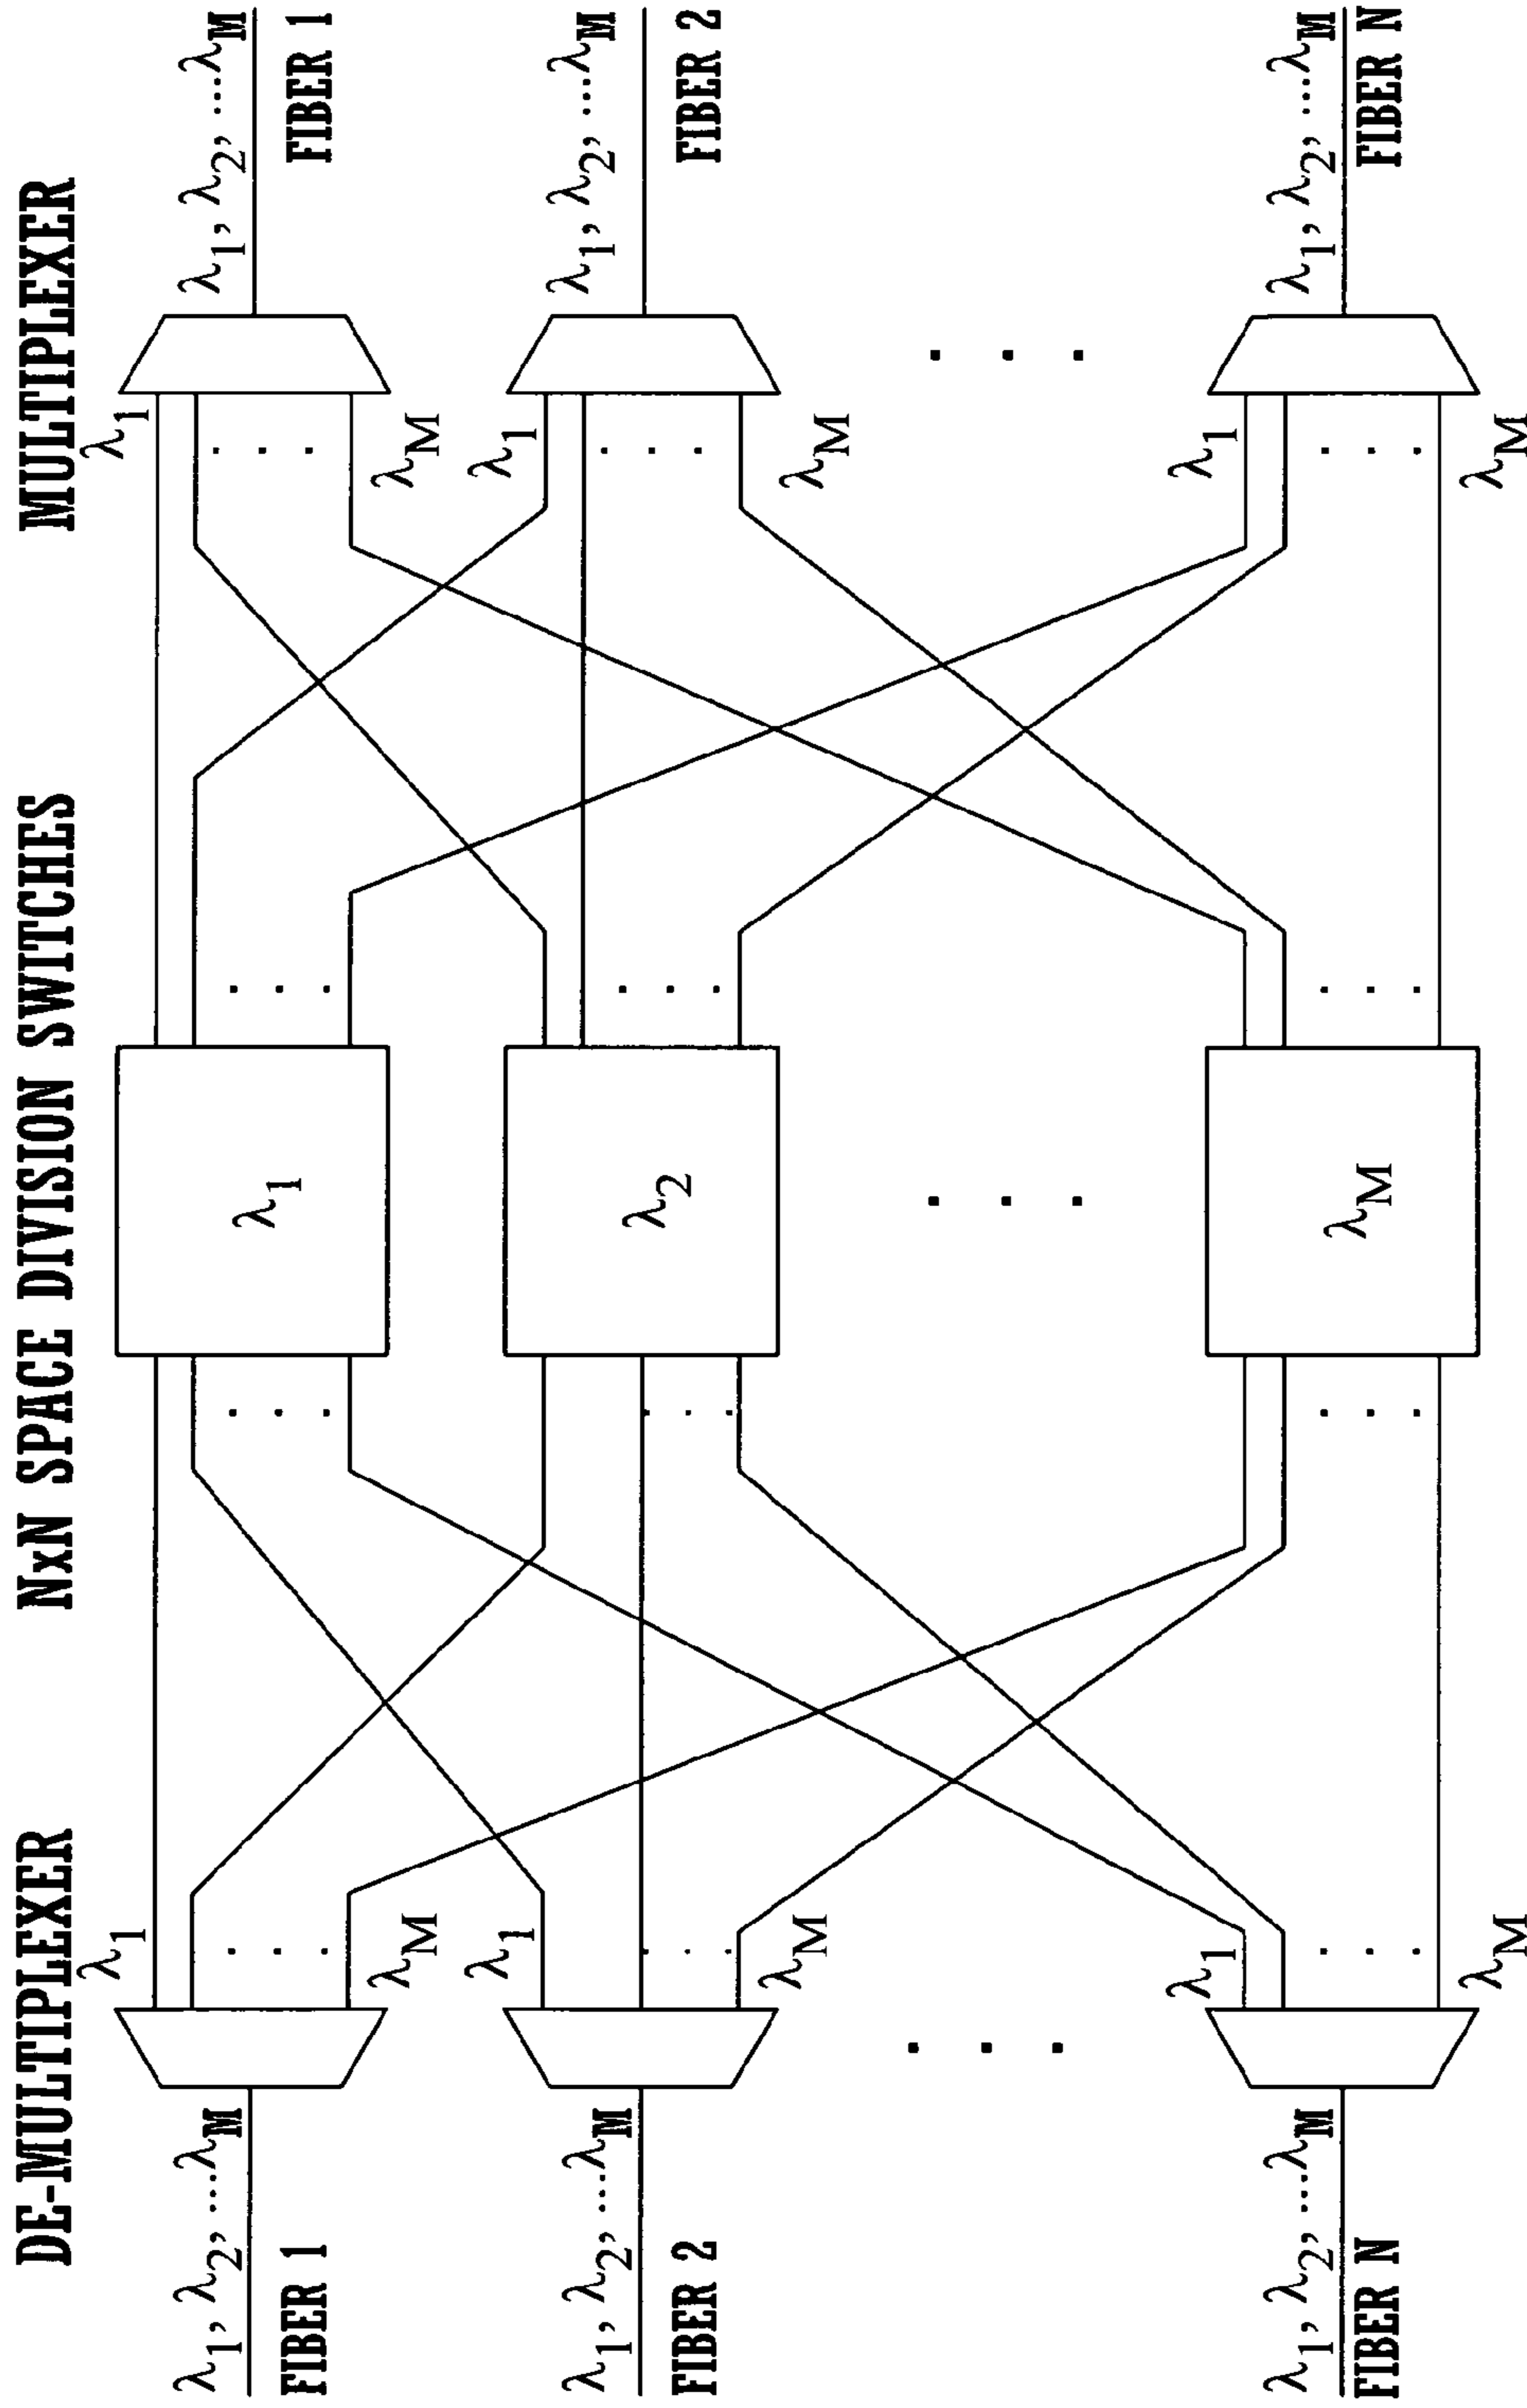 DE-MULTIPLEXER
NxN SPACE DIVISION SWITCHES
MULTIPLEXER
λ1, λ2, ...λM
FIBER 1
λ1
λM
λ1
λ1
λM
λ1, λ2, ...λM
FIBER 1
λ1, λ2, ...λM
FIBER 2
λ1
λM
λ2
λ1
λM
λ1, λ2, ...λM
FIBER 2
λ1, λ2, ...λM
FIBER N
λ1
λM
λM
λ1
λM
λ1, λ2, ...λM
FIBER N